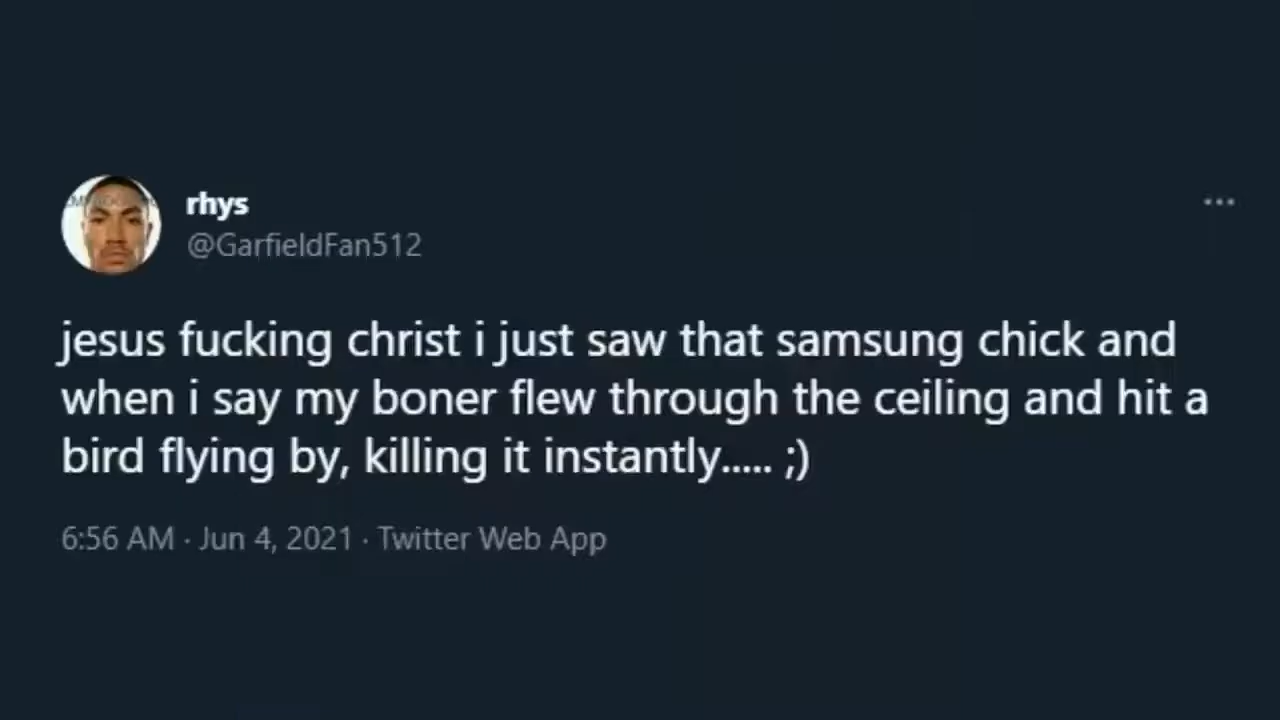 rhys
@GarfieldFan512
jesus fucking christ i just saw that samsung chick and
when i say my boner flew through the ceiling and hit a
bird flying by, killing it instantly..... ;)
6:56 AM · Jun 4, 2021 · Twitter Web App